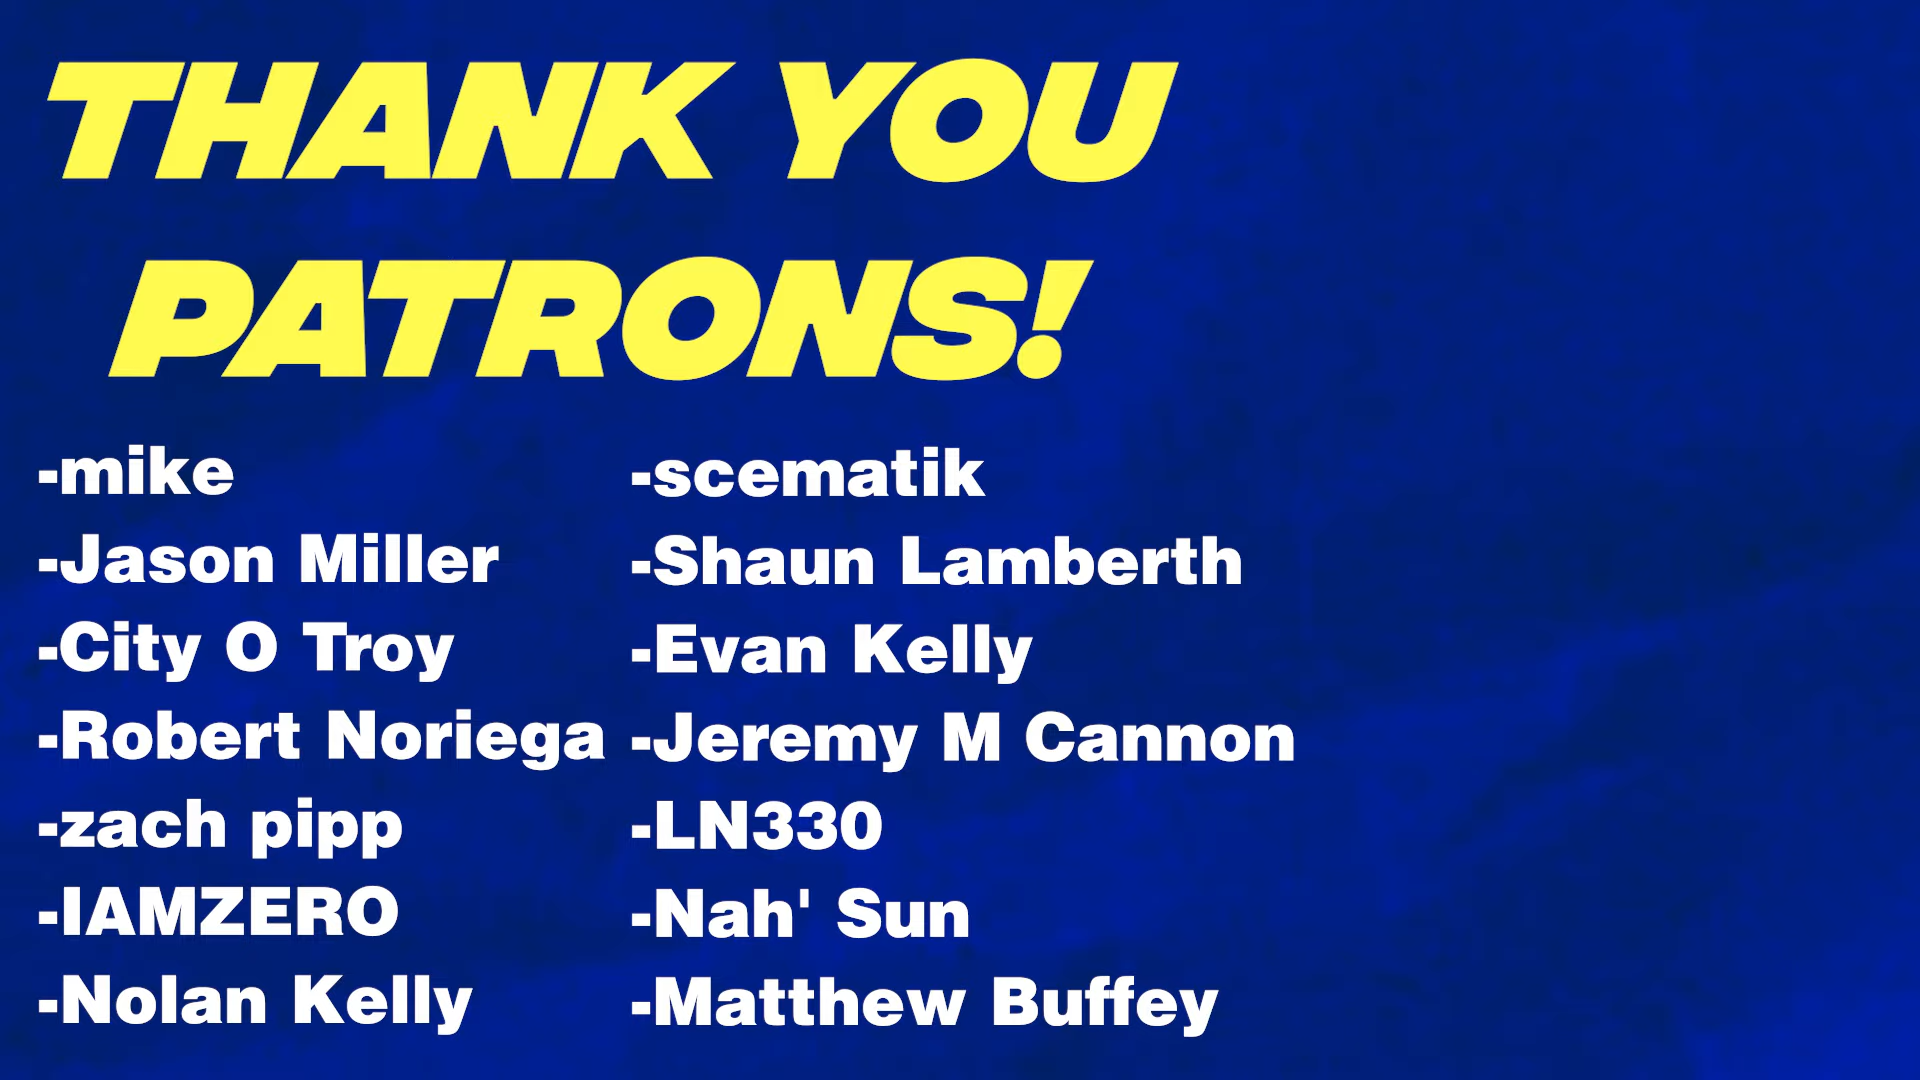 THANK YOU
PATRONS!
-mike
-Jason Miller
-City O Troy
-Robert Noriega
-zach pipp
-IAMZERO
-Nolan Kelly
-scematik
-Shaun Lamberth
-Evan Kelly
-Jeremy M Cannon
-LN330
-Nah' Sun
-Matthew Buffey